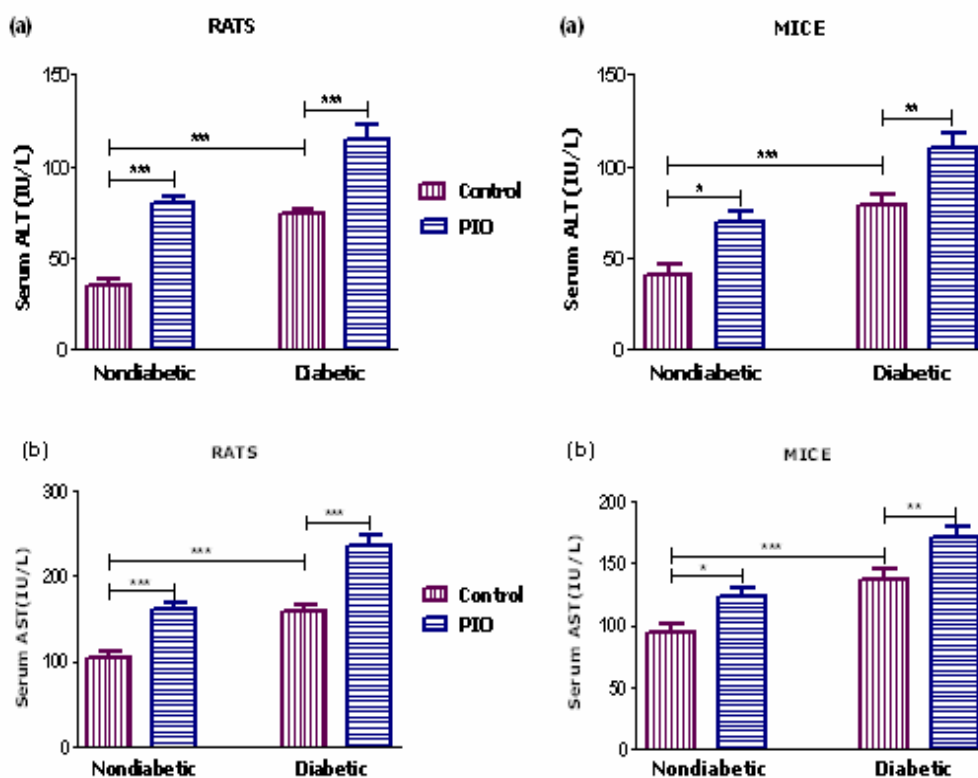 (a) RATS
Serum ALT (IU/L)
150
100
50
0
***
***
***
Nondiabetic Diabetic
Control
PIO
(a) MICE
Serum ALT (IU/L)
150
100
50
0
*
***
**
Nondiabetic Diabetic
(b) RATS
Serum AST(IU/L)
300
200
100
0
***
***
***
Nondiabetic Diabetic
Control
PIO
(b) MICE
Serum AST(IU/L)
200
150
100
50
0
*
***
**
Nondiabetic Diabetic